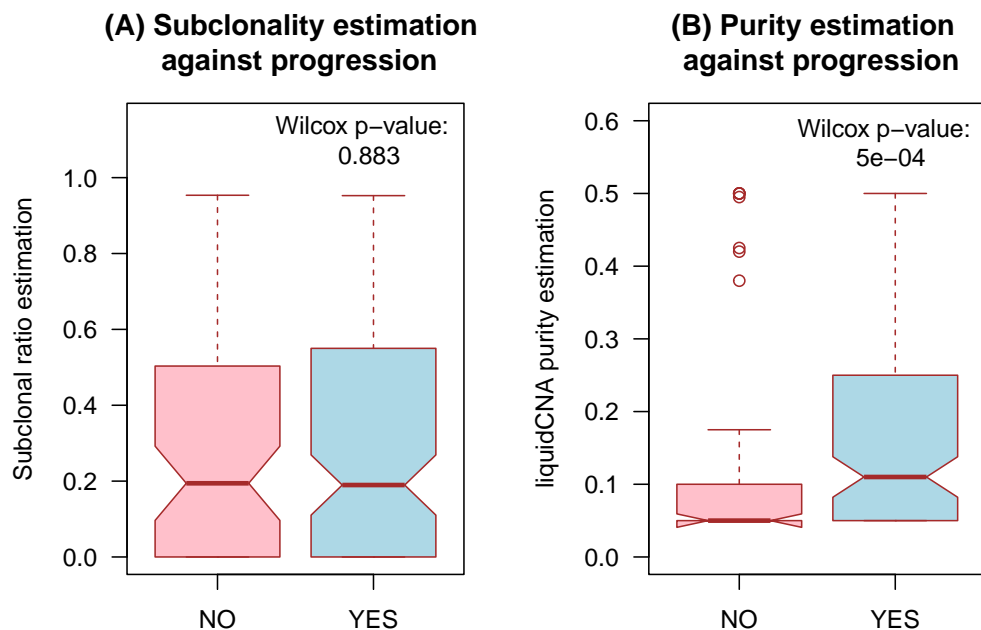 (A) Subclonality estimation
against progression
Wilcox p−value:
0.883
Subclonal ratio estimation
1.0
0.8
0.6
0.4
0.2
0.0
NO YES
(B) Purity estimation
against progression
Wilcox p−value:
5e−04
liquidCNA purity estimation
0.6
0.5
0.4
0.3
0.2
0.1
0.0
NO YES